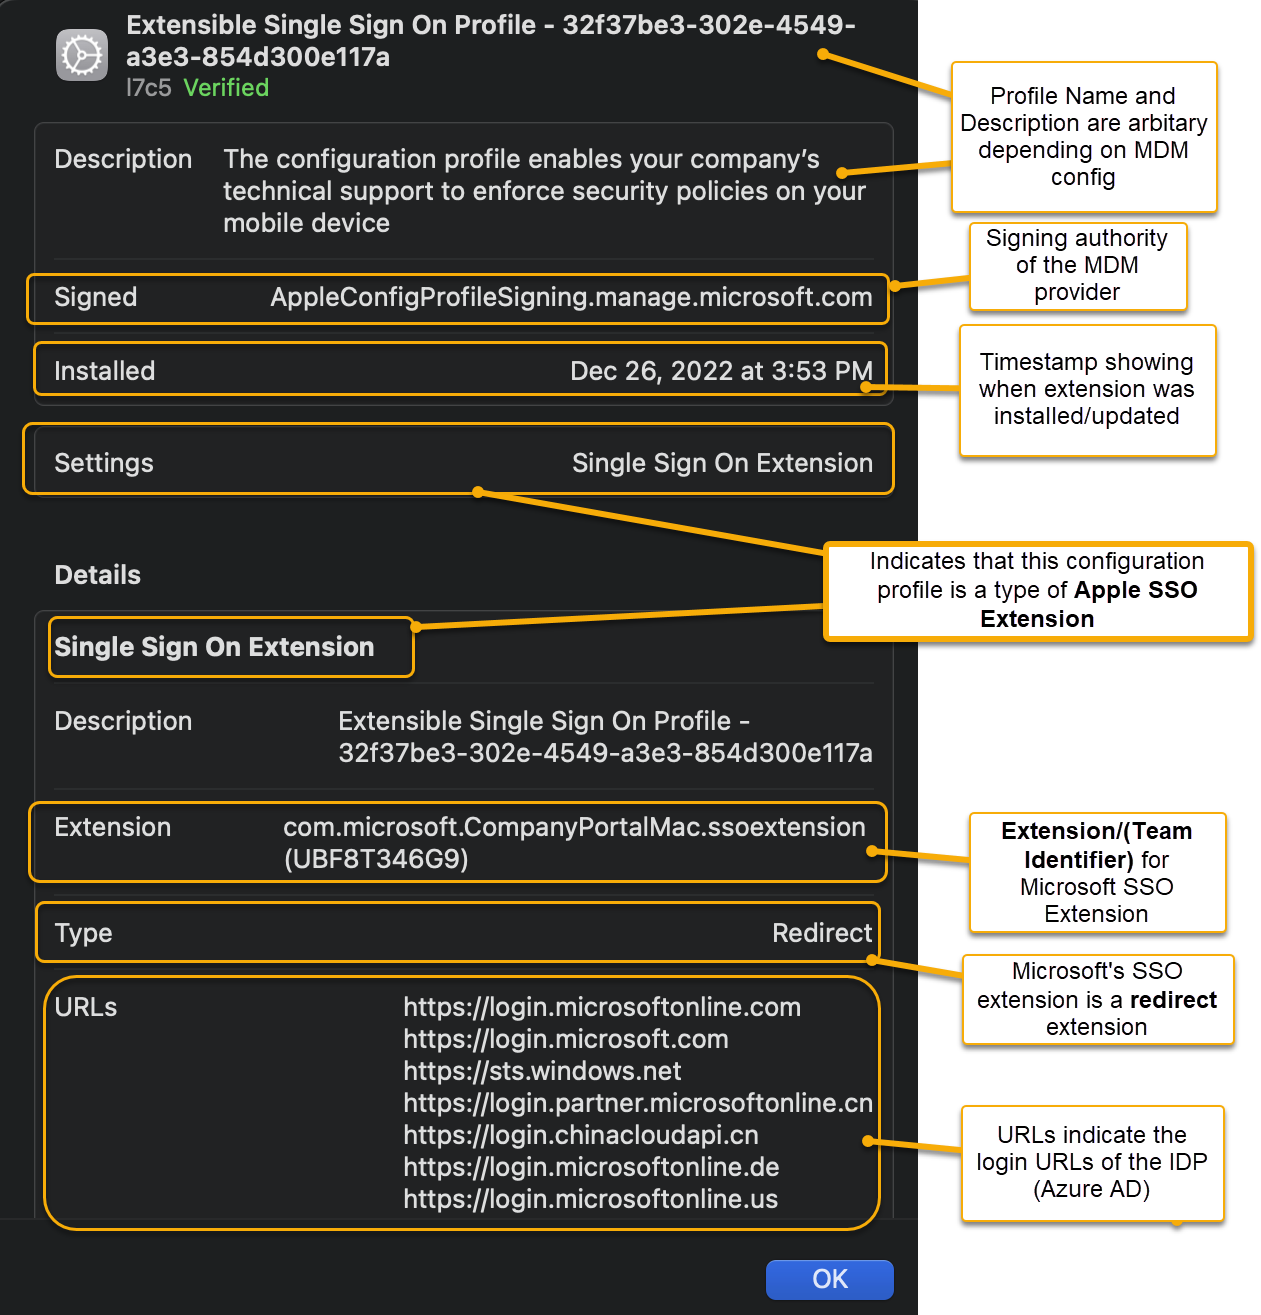 Extensible Single Sign On Profile - 32f37be3-302e-4549-
a3e3-854d300e117a
l7c5 Verified
Profile Name and
Description are arbitary
depending on MDM
config
Description
The configuration profile enables your company’s
technical support to enforce security policies on your
mobile device
Signing authority
of the MDM
provider
Signed AppleConfigProfileSigning.manage.microsoft.com
Installed Dec 26, 2022 at 3:53 PM
Timestamp showing
when extension was
installed/updated
Settings Single Sign On Extension
Indicates that this configuration
profile is a type of Apple SSO
Extension
Details
Single Sign On Extension
Description
Extensible Single Sign On Profile -
32f37be3-302e-4549-a3e3-854d300e117a
Extension com.microsoft.CompanyPortalMac.ssoextension
(UBF8T346G9)
Extension/(Team
Identifier) for
Microsoft SSO
Extension
Type Redirect
Microsoft's SSO
extension is a redirect
extension
URLs
https://login.microsoftonline.com
https://login.microsoft.com
https://sts.windows.net
https://login.partner.microsoftonline.cn
https://login.chinacloudapi.cn
https://login.microsoftonline.de
https://login.microsoftonline.us
URLs indicate the
login URLs of the IDP
(Azure AD)
OK